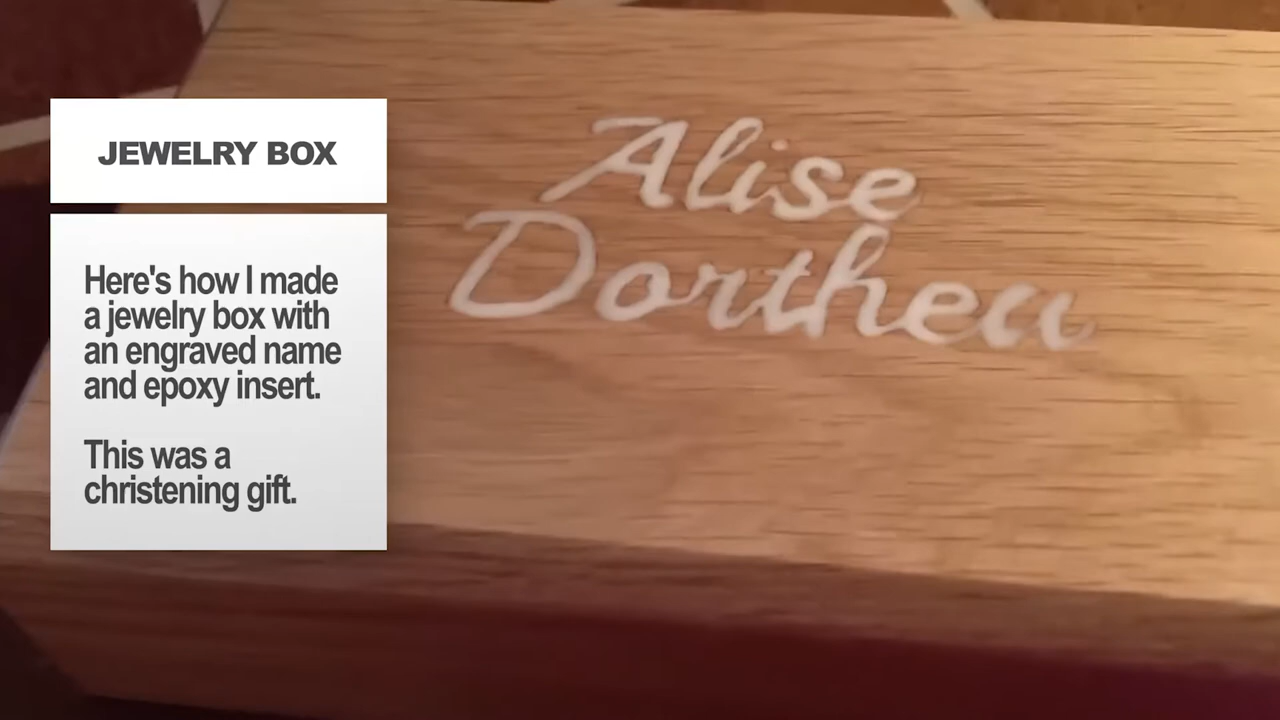 JEWELRY BOX
Here's how I made
a jewelry box with
an engraved name
and epoxy insert.
This was a
christening gift.
Alise
Dorthea